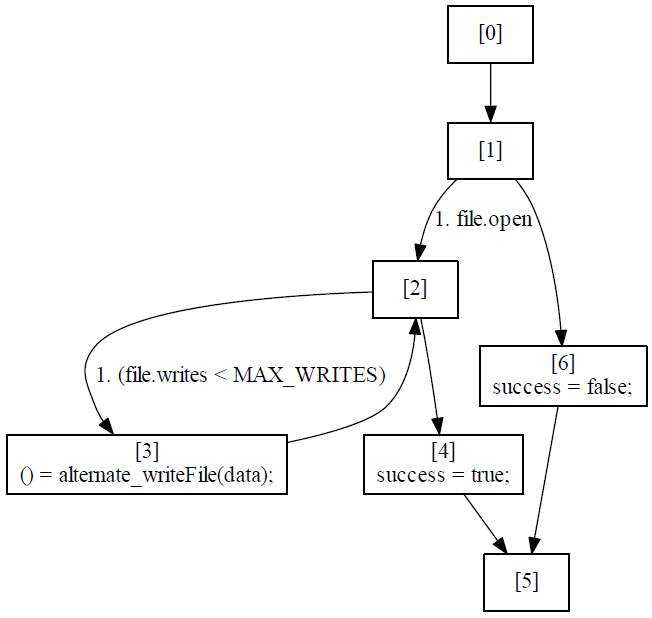 [0]
[1]
1. file.open
[2]
1. (file.writes < MAX_WRITES)
[6]
success = false;
[3]
() = alternate_writeFile(data);
[4]
success = true;
[5]